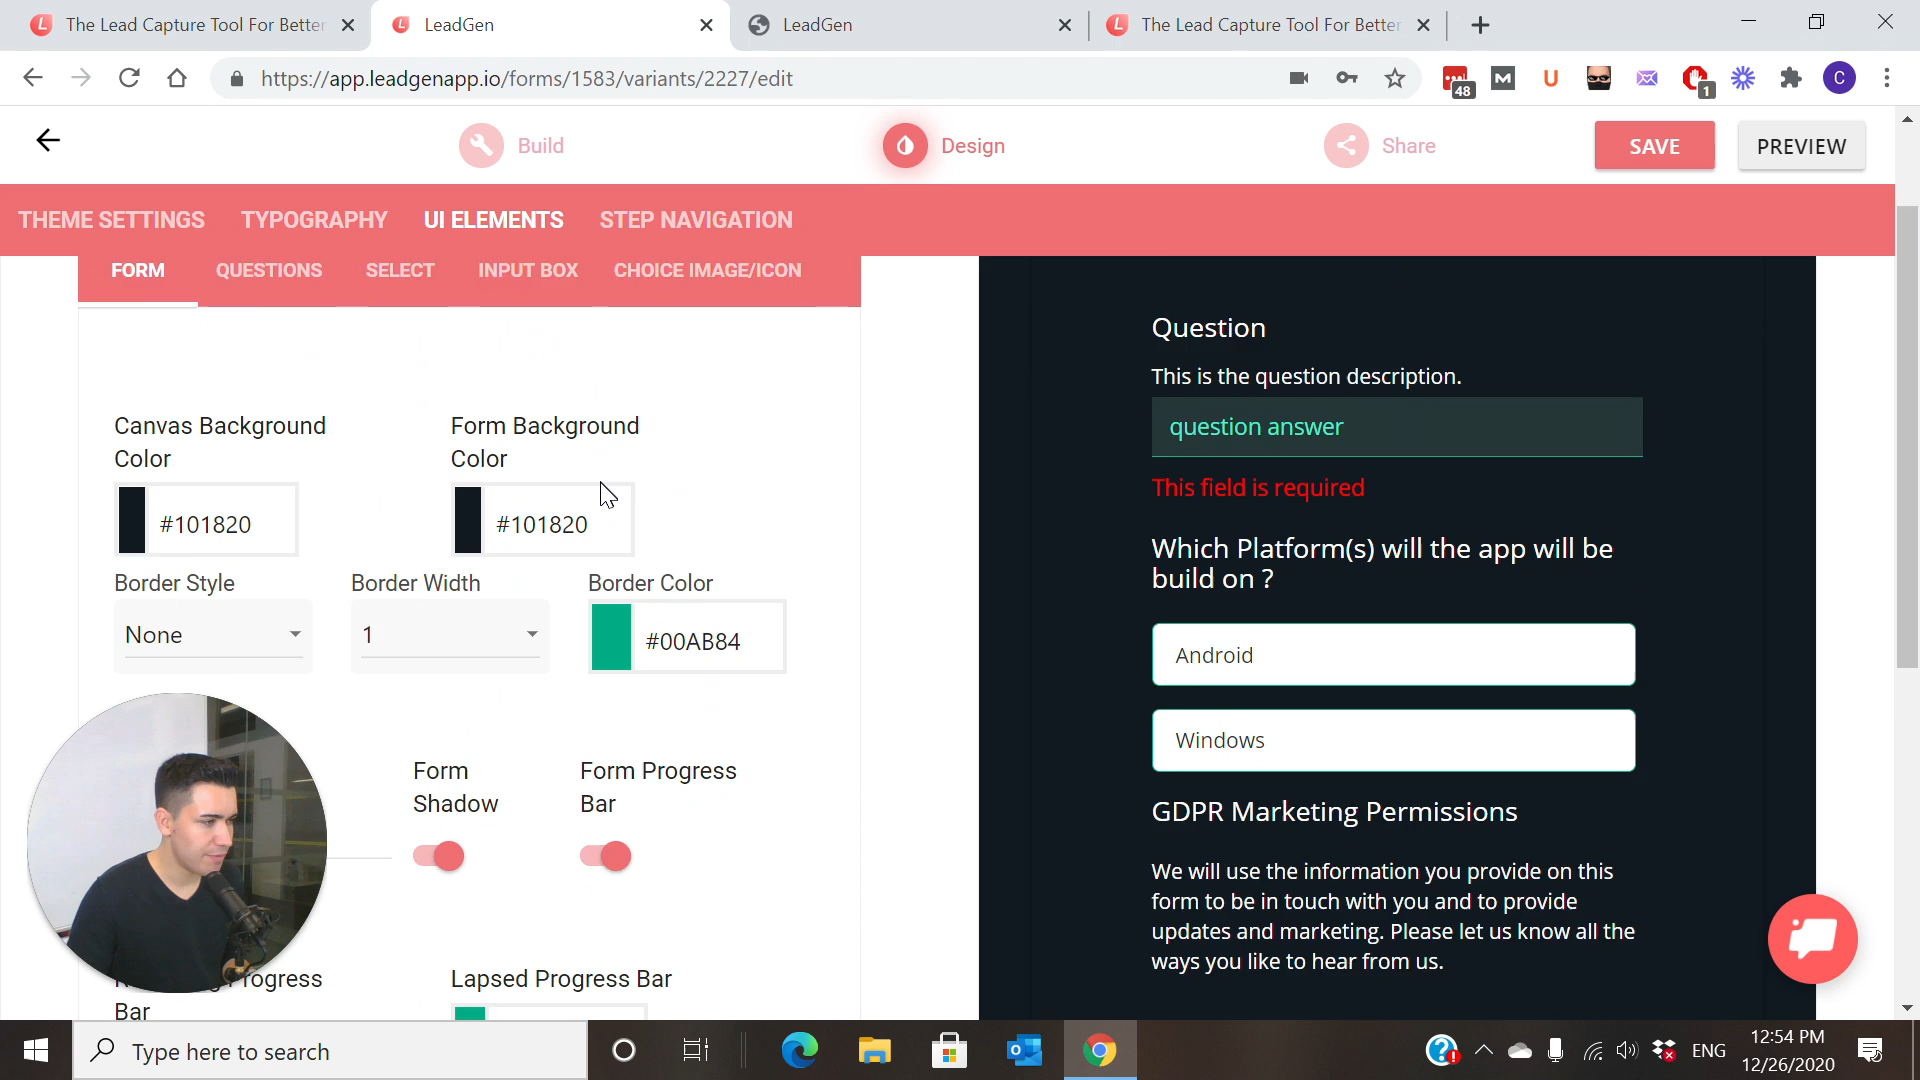 The Lead Capture Tool For Better
LeadGen
LeadGen
The Lead Capture Tool For Better
https://app.leadgenapp.io/forms/1583/variants/2227/edit
48
1
C
Build
Design
Share
SAVE
PREVIEW
THEME SETTINGS
TYPOGRAPHY
UI ELEMENTS
STEP NAVIGATION
FORM
QUESTIONS
SELECT
INPUT BOX
CHOICE IMAGE/ICON
Canvas Background
Color
#101820
Form Background
Color
#101820
Border Style
None
Border Width
1
Border Color
#00AB84
Form
Shadow
Form Progress
Bar
Progress
Bar
Lapsed Progress Bar
Question
This is the question description.
question answer
This field is required
Which Platform(s) will the app will be
build on ?
Android
Windows
GDPR Marketing Permissions
We will use the information you provide on this
form to be in touch with you and to provide
updates and marketing. Please let us know all the
ways you like to hear from us.
Type here to search
ENG
12:54 PM
12/26/2020